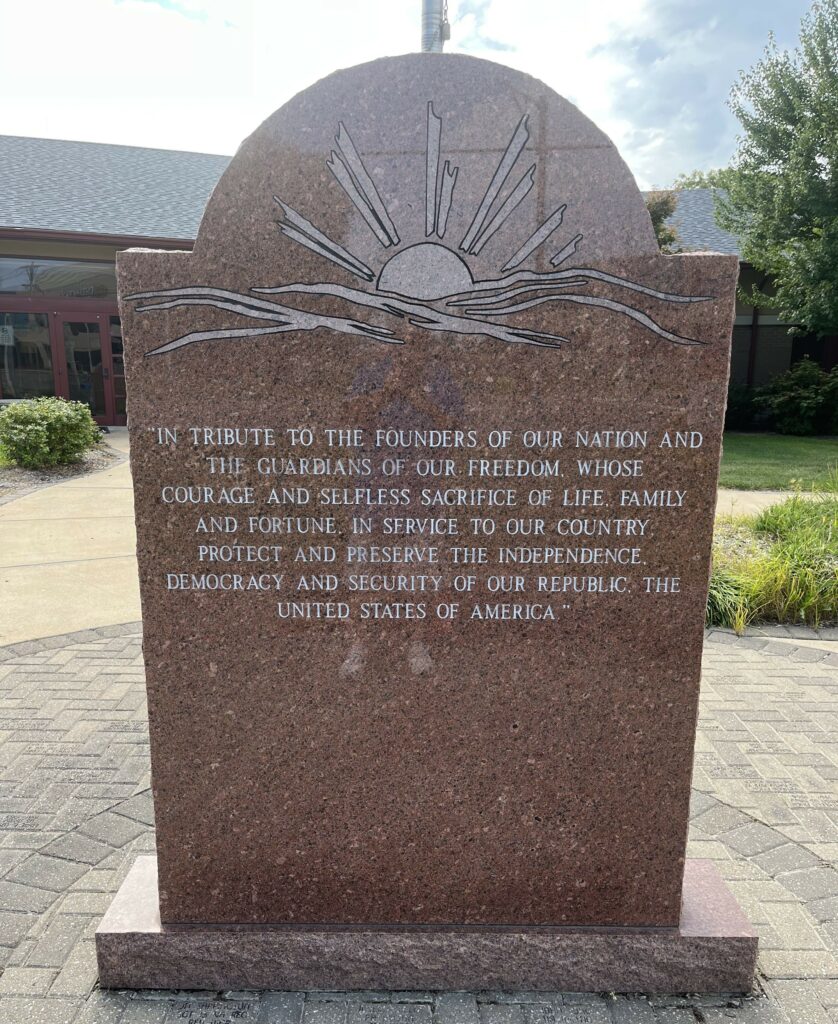 "IN TRIBUTE TO THE FOUNDERS OF OUR NATION AND
THE GUARDIANS OF OUR FREEDOM, WHOSE
COURAGE AND SELFLESS SACRIFICE OF LIFE, FAMILY
AND FORTUNE, IN SERVICE TO OUR COUNTRY,
PROTECT AND PRESERVE THE INDEPENDENCE,
DEMOCRACY AND SECURITY OF OUR REPUBLIC, THE
UNITED STATES OF AMERICA."